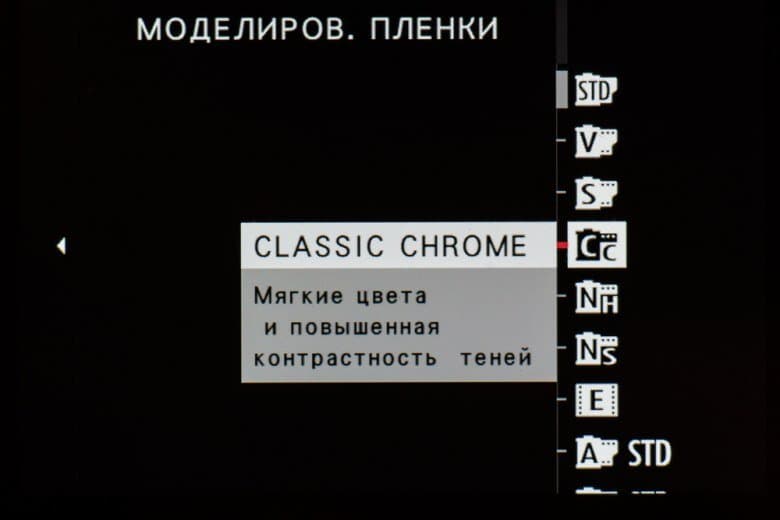 МОДЕЛИРОВ. ПЛЕНКИ
STD
V
S
CLASSIC CHROME
Cc
Мягкие цвета
и повышенная
контрастность теней
NH
NS
E
A STD